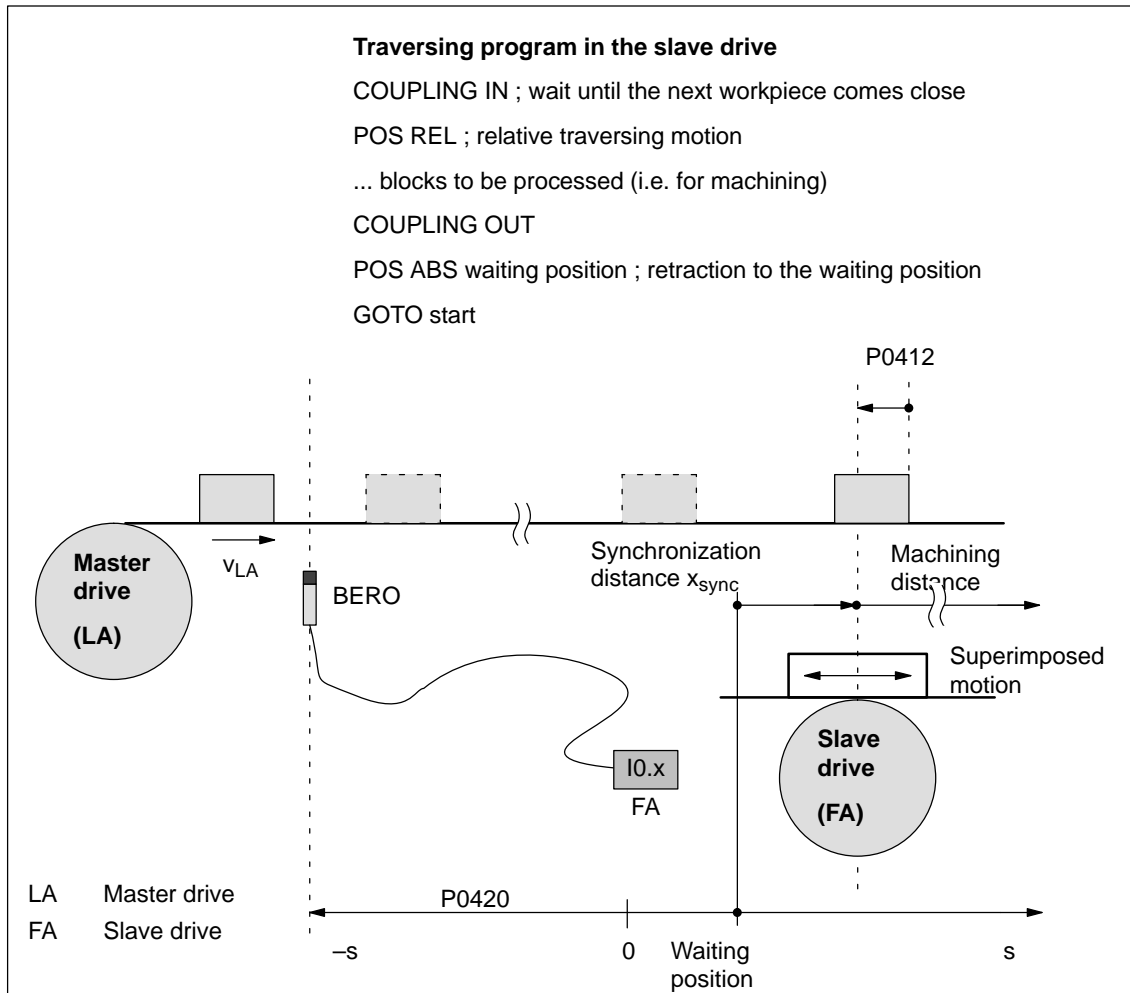 Traversing program in the slave drive
COUPLING IN ; wait until the next workpiece comes close
POS REL ; relative traversing motion
... blocks to be processed (i.e. for machining)
COUPLING OUT
POS ABS waiting position ; retraction to the waiting position
GOTO start
P0412
Master
drive
(LA)
vLA
BERO
Synchronization
distance xsync
Machining
distance
Superimposed
motion
I0.x
FA
Slave
drive
(FA)
LA Master drive
FA Slave drive
P0420
–s
0
Waiting
position
s